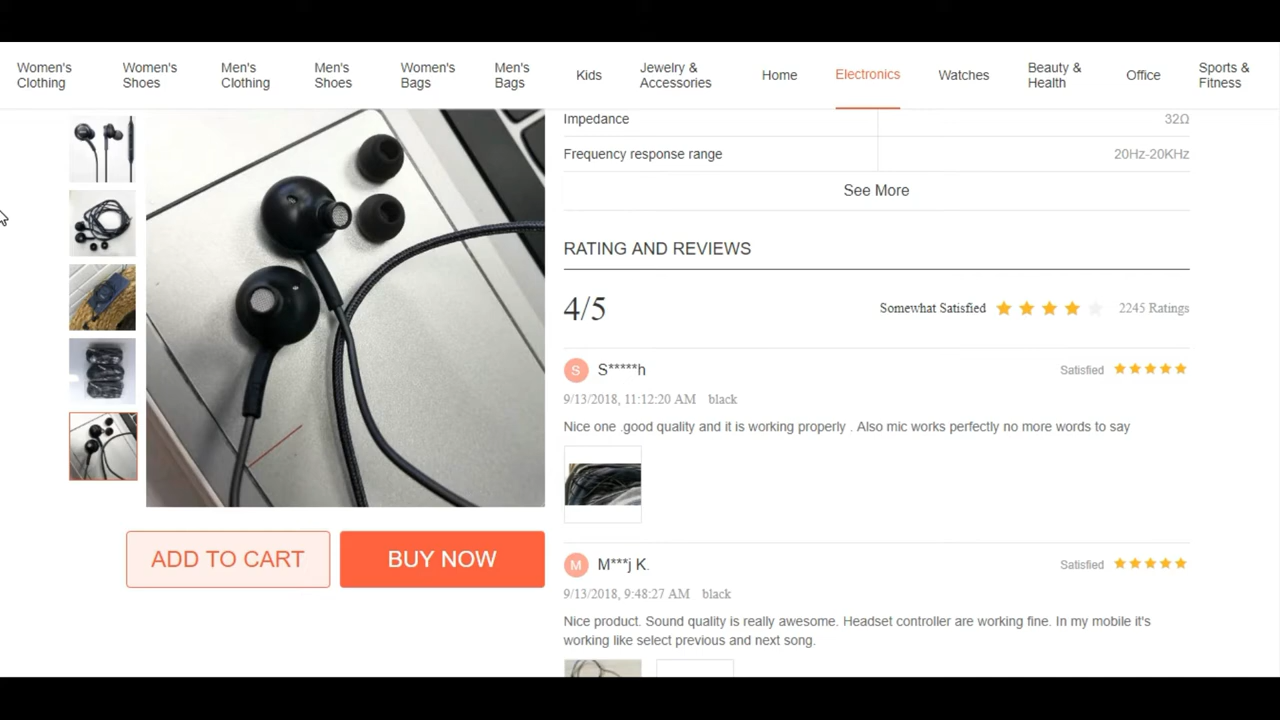 Women's Clothing
Women's Shoes
Men's Clothing
Men's Shoes
Women's Bags
Men's Bags
Kids
Jewelry & Accessories
Home
Electronics
Watches
Beauty & Health
Office
Sports & Fitness
Impedance 32Ω
Frequency response range 20Hz-20KHz
See More
RATING AND REVIEWS
4/5 Somewhat Satisfied 2245 Ratings
S S*****h Satisfied
9/13/2018, 11:12:20 AM black
Nice one .good quality and it is working properly . Also mic works perfectly no more words to say
ADD TO CART BUY NOW
M M***j K. Satisfied
9/13/2018, 9:48:27 AM black
Nice product. Sound quality is really awesome. Headset controller are working fine. In my mobile it's
working like select previous and next song.